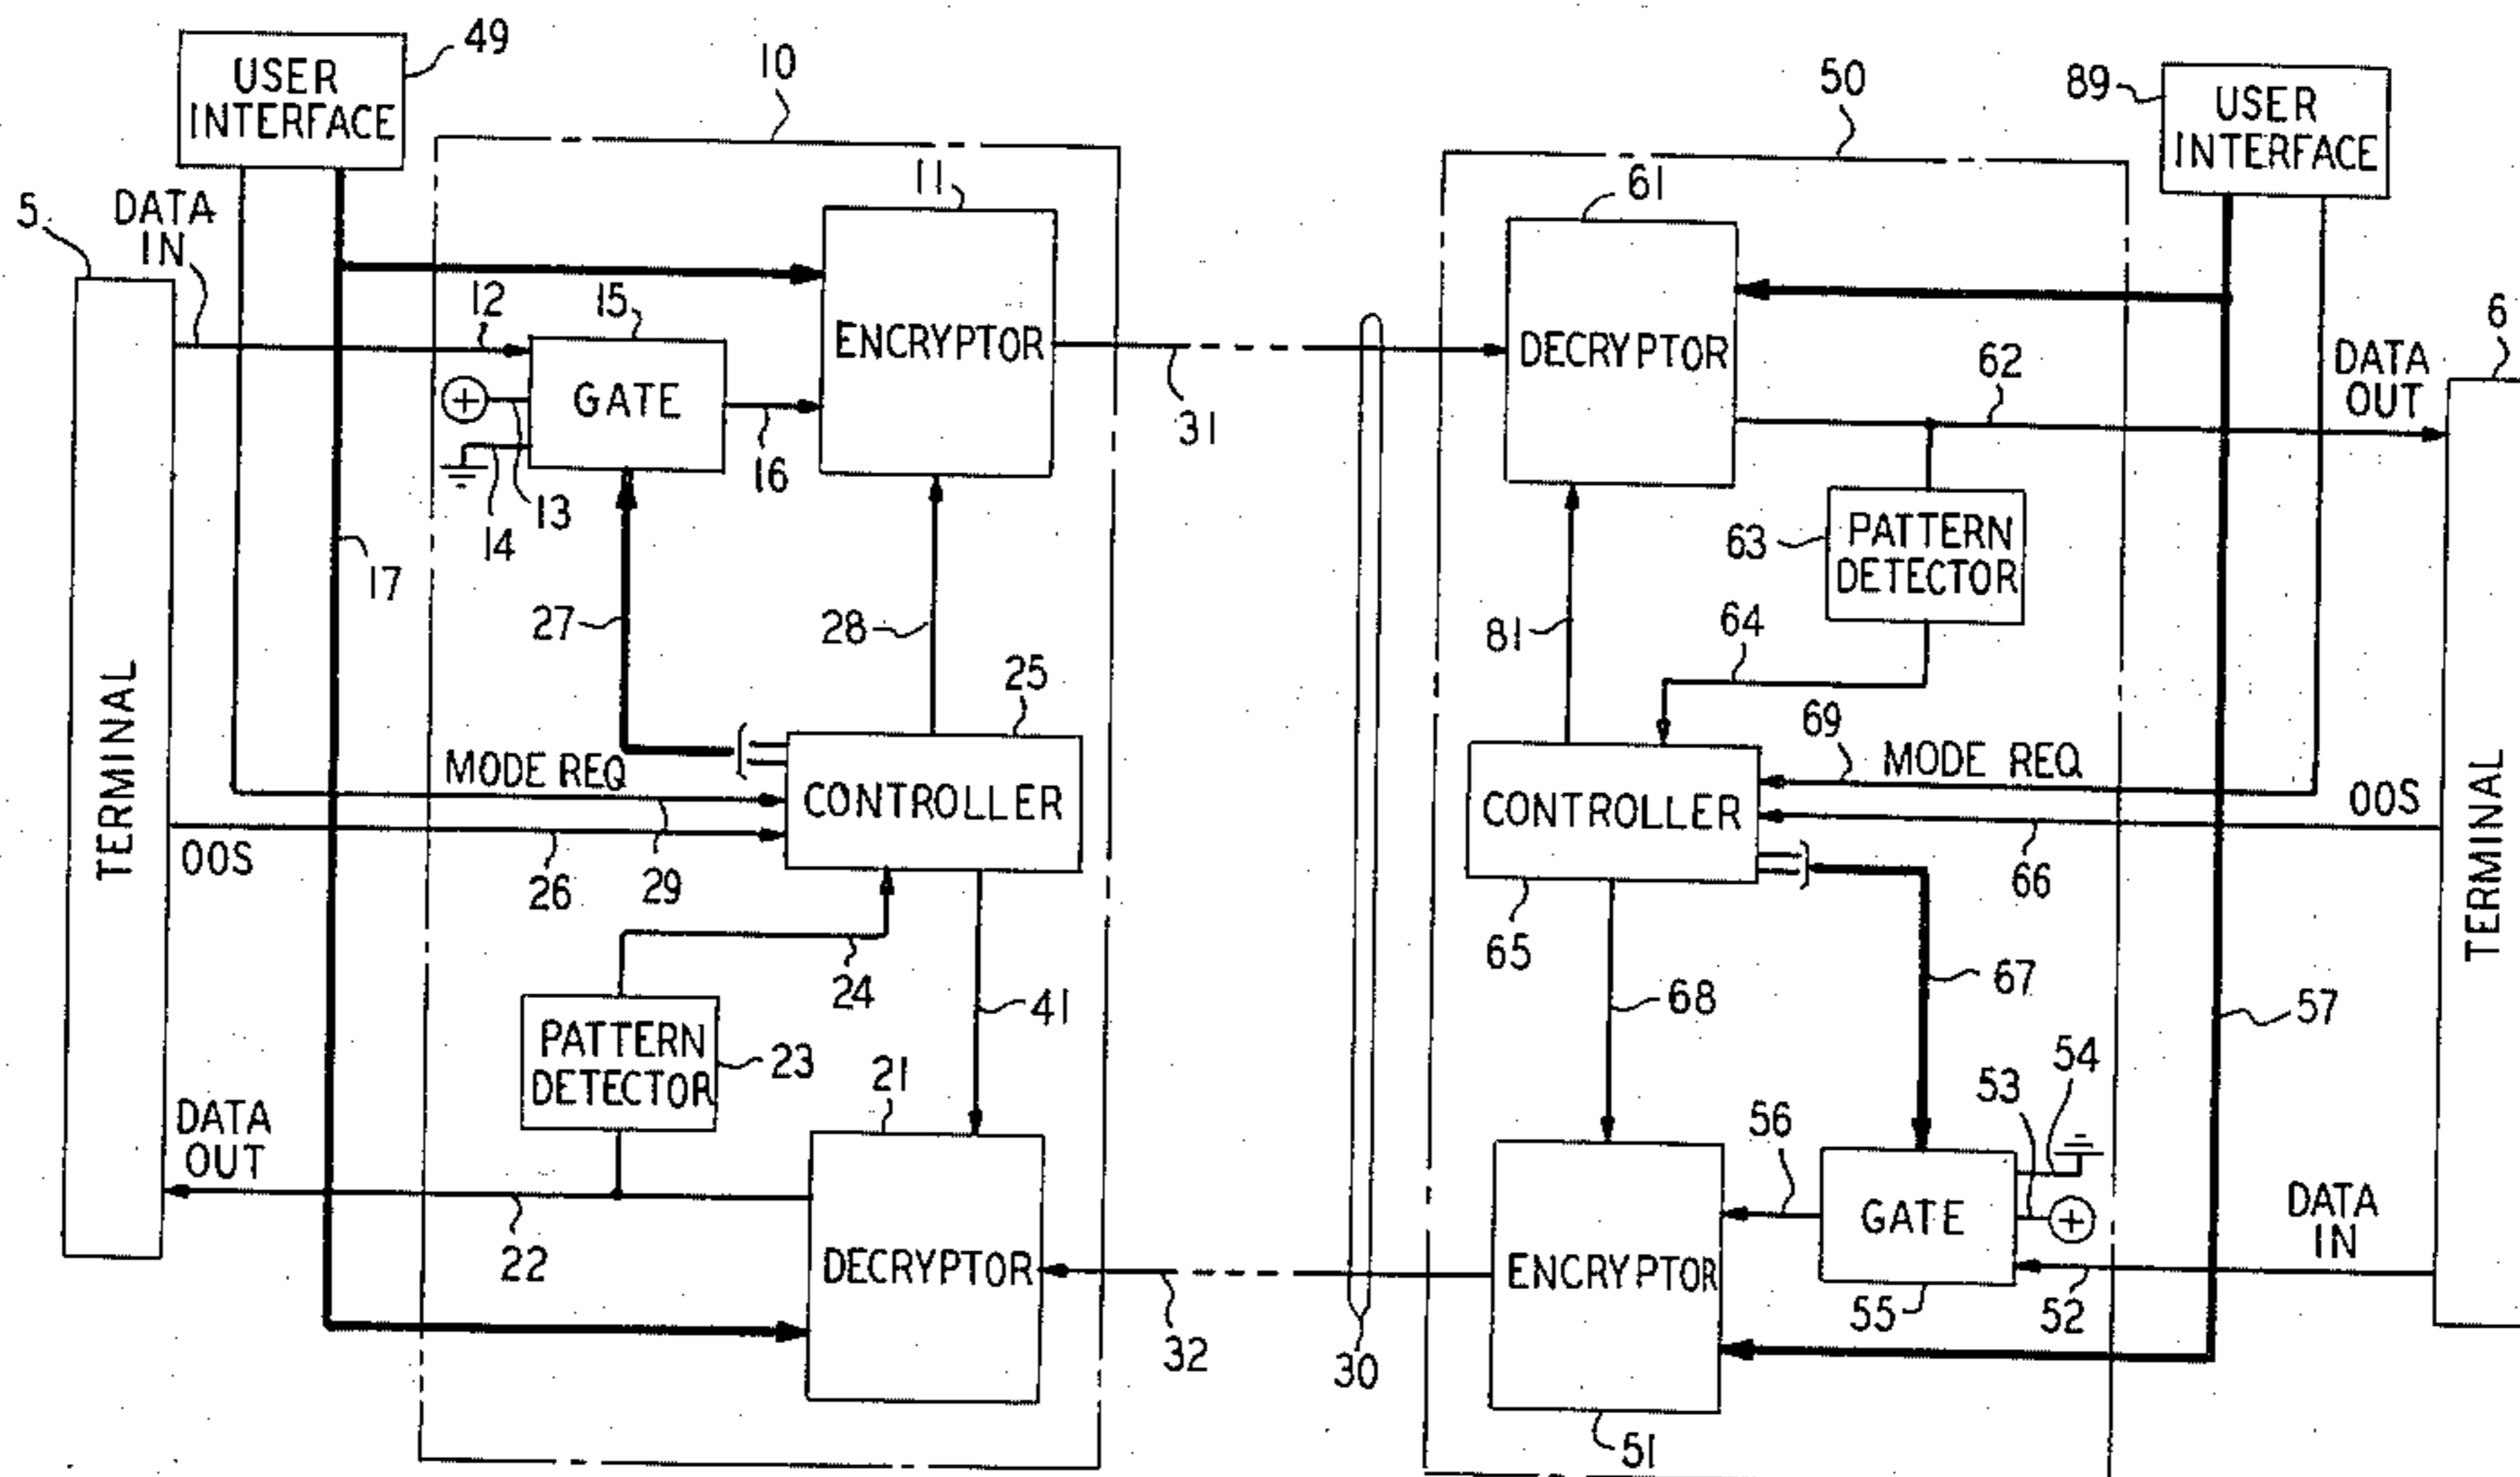 USER
INTERFACE
49
10
50
89
USER
INTERFACE
5
DATA
IN
11
61
12
15
6
ENCRYPTOR
DECRYPTOR
62
DATA
OUT
GATE
31
16
13
14
17
63
PATTERN
DETECTOR
27
28
81
64
25
69
MODE REQ
MODE REQ
CONTROLLER
CONTROLLER
OOS
TERMINAL
TERMINAL
OOS
26
29
66
65
24
41
68
67
57
PATTERN
DETECTOR
23
21
54
53
56
DATA
OUT
GATE
DATA
IN
22
DECRYPTOR
ENCRYPTOR
55
52
32
30
51